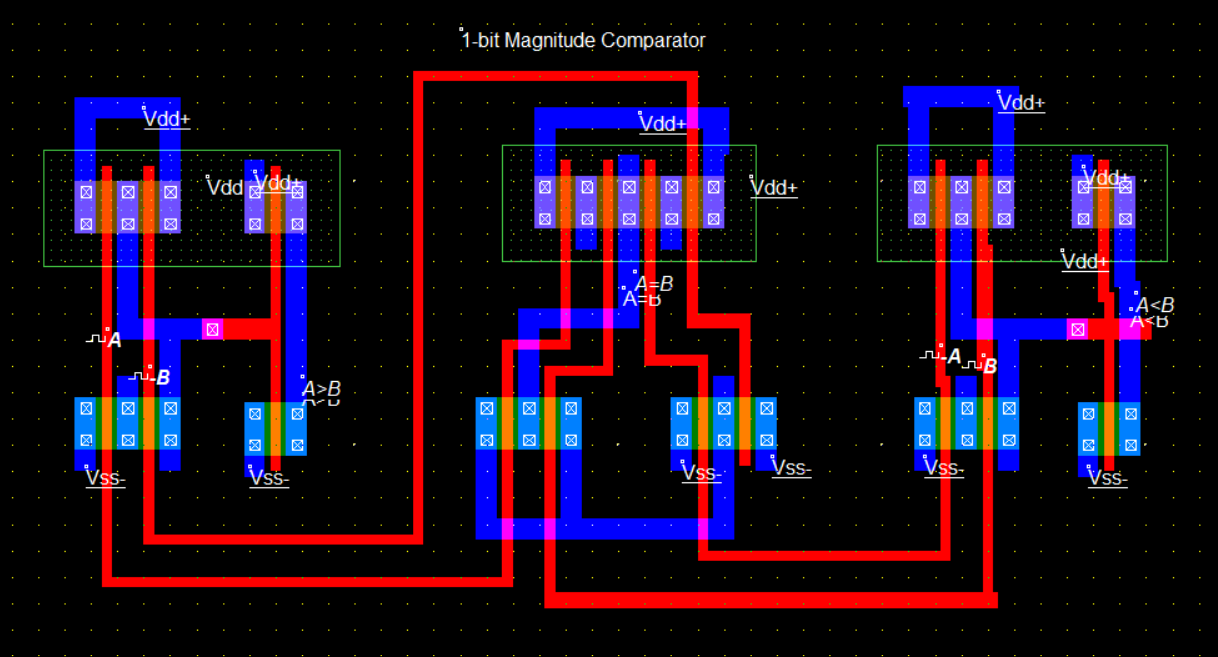 1-bit Magnitude Comparator
Vdd+
Vdd+
Vdd+
Vdd
Vdd+
Vdd+
Vdd+
Vdd+
A=B
A=B
A<B
A<B
A
-B
-A
B
A>B
Vss-
Vss-
Vss-
Vss-
Vss-
Vss-